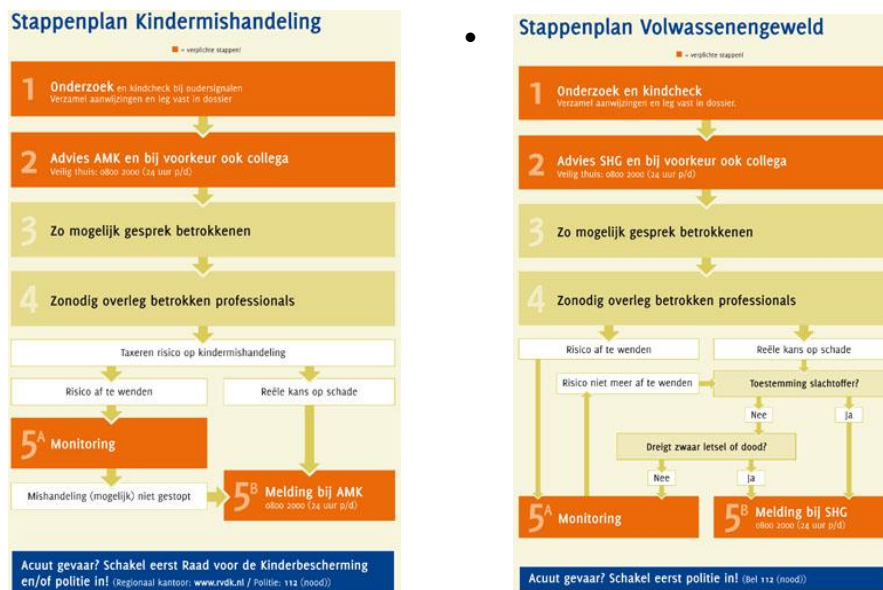 Stappenplan Kindermishandeling
= verplichte stappen!
1 Onderzoek en kindcheck bij oudersignalen
Verzamel aanwijzingen en leg vast in dossier
2 Advies AMK en bij voorkeur ook collega
Veilig thuis: 0800 2000 (24 uur p/d)
3 Zo mogelijk gesprek betrokkenen
4 Zonodig overleg betrokken professionals
Taxeren risico op kindermishandeling
Risico af te wenden
Reële kans op schade
5A Monitoring
Mishandeling (mogelijk) niet gestopt
5B Melding bij AMK
0800 2000 (24 uur p/d)
Acuut gevaar? Schakel eerst Raad voor de Kinderbescherming
en/of politie in! (Regionaal kantoor: www.rvdk.nl / Politie: 112 (nood))
•
Stappenplan Volwassenengeweld
= verplichte stappen!
1 Onderzoek en kindcheck
Verzamel aanwijzingen en leg vast in dossier.
2 Advies SHG en bij voorkeur ook collega
Veilig thuis: 0800 2000 (24 uur p/d)
3 Zo mogelijk gesprek betrokkenen
4 Zonodig overleg betrokken professionals
Risico af te wenden
Reële kans op schade
Risico niet meer af te wenden
Toestemming slachtoffer?
Nee
Ja
Dreigt zwaar letsel of dood?
Nee
Ja
5A Monitoring
5B Melding bij SHG
0800 2000 (24 uur p/d)
Acuut gevaar? Schakel eerst politie in! (Bel 112 (nood))